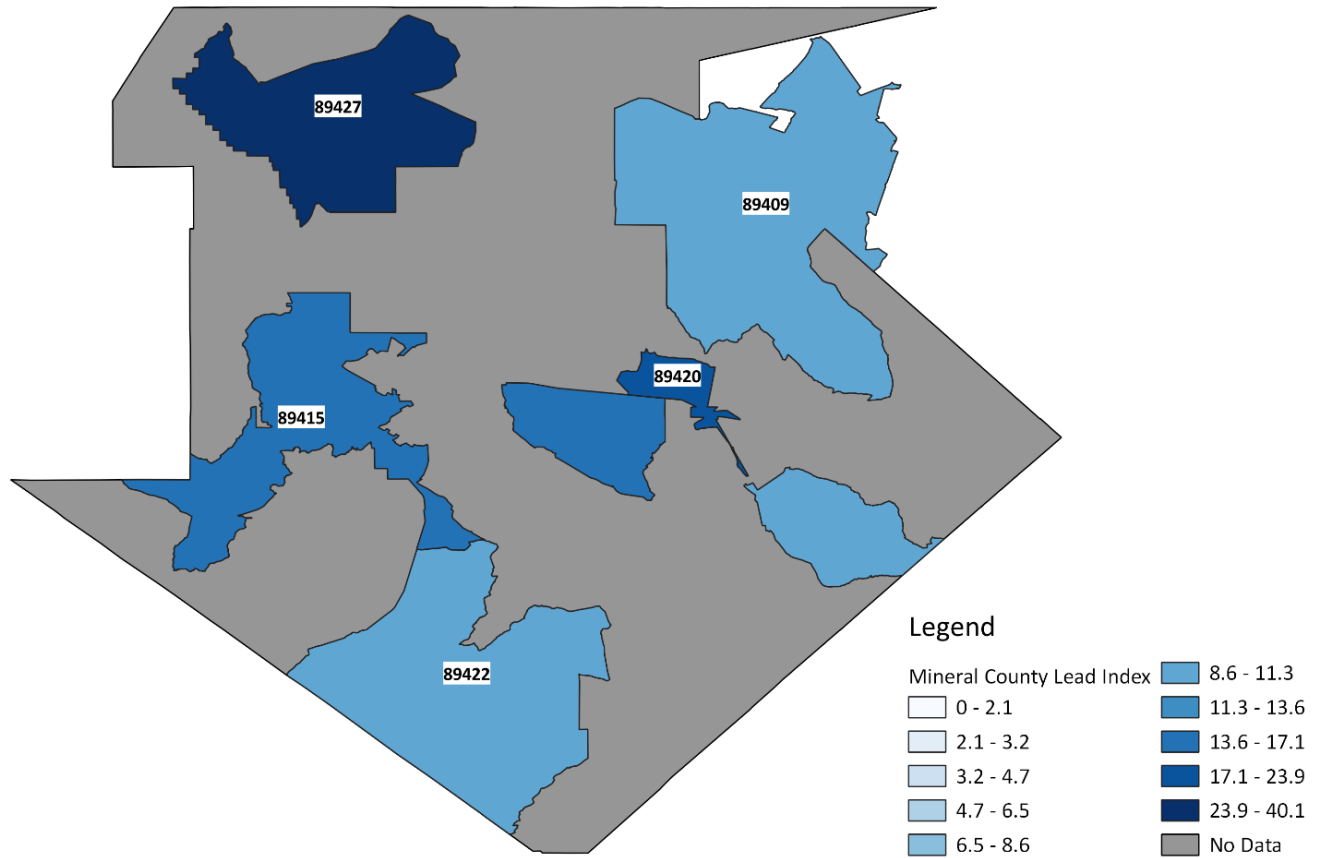 89427
89409
89420
89415
89422
Legend
Mineral County Lead Index
0 - 2.1
2.1 - 3.2
3.2 - 4.7
4.7 - 6.5
6.5 - 8.6
8.6 - 11.3
11.3 - 13.6
13.6 - 17.1
17.1 - 23.9
23.9 - 40.1
No Data